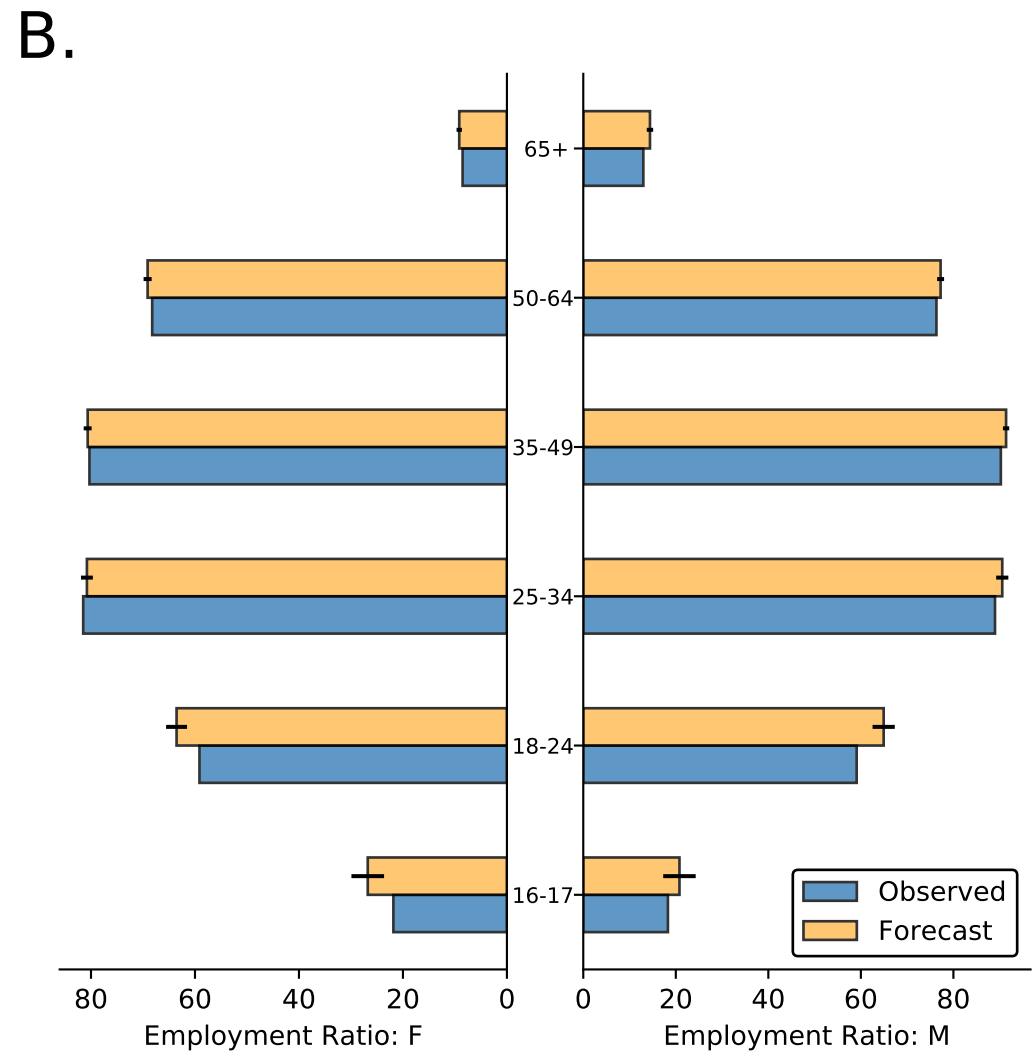 B.
65+
50-64
35-49
25-34
18-24
16-17
Observed
Forecast
80 60 40 20 0
0 20 40 60 80
Employment Ratio: F
Employment Ratio: M